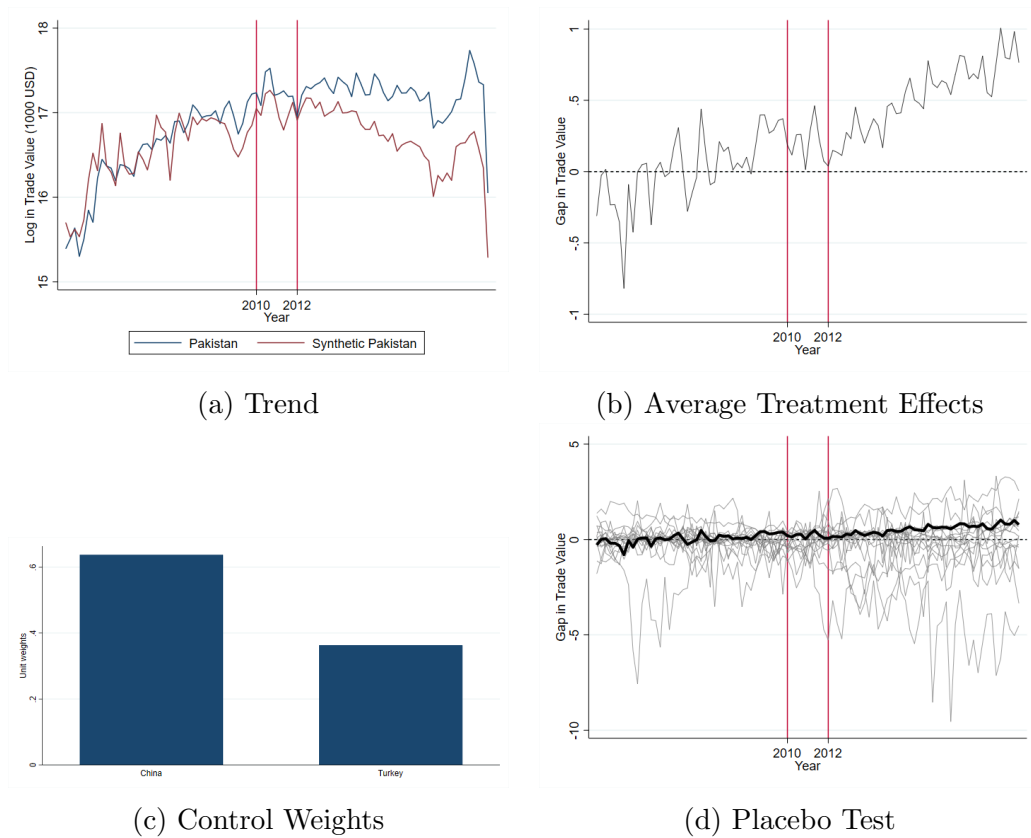 Log in Trade Value (1000 USD)
18
17
16
15
2010
2012
Year
Pakistan
Synthetic Pakistan
(a) Trend
Gap in Trade Value
1
.5
0
-.5
-1
2010
2012
Year
(b) Average Treatment Effects
Unit weights
.6
.4
.2
0
China
Turkey
(c) Control Weights
Gap in Trade Value
5
0
-5
-10
2010
2012
Year
(d) Placebo Test